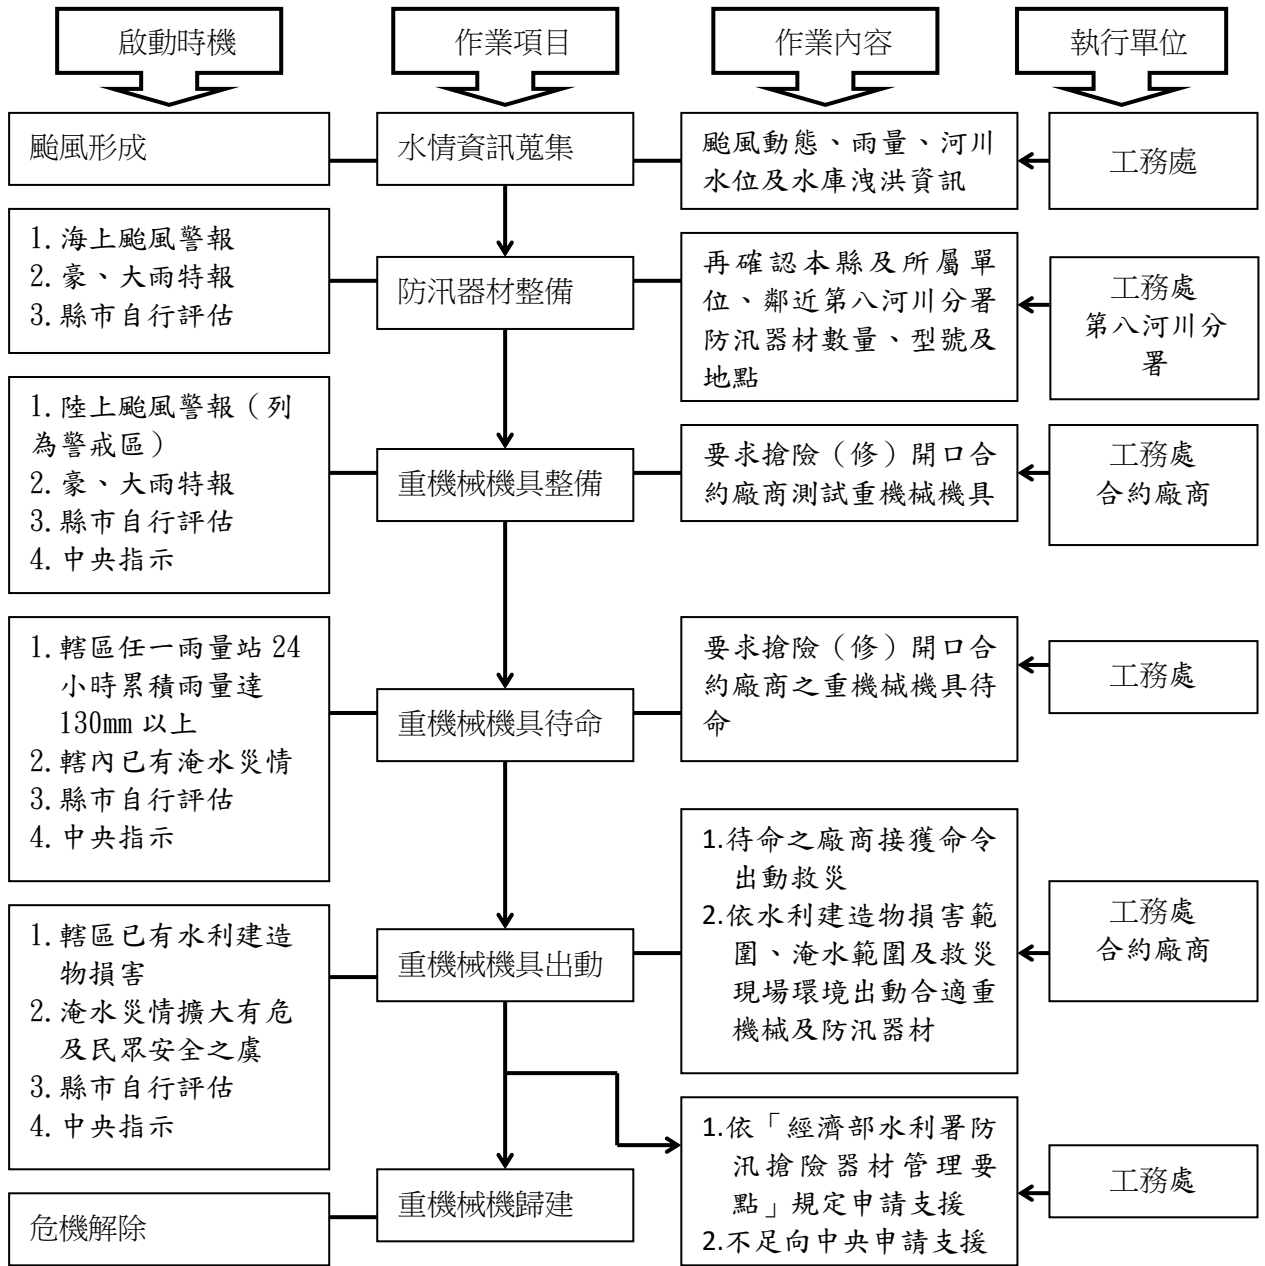 啟動時機
作業項目
作業內容
執行單位
颱風形成
水情資訊蒐集
颱風動態、雨量、河川
水位及水庫洩洪資訊
工務處
1.海上颱風警報
2.豪、大雨特報
3.縣市自行評估
防汛器材整備
再確認本縣及所屬單
位、鄰近第八河川分署
防汛器材數量、型號及
地點
工務處
第八河川分
署
1.陸上颱風警報（列
為警戒區）
2.豪、大雨特報
3.縣市自行評估
4.中央指示
重機械機具整備
要求搶險（修）開口合
約廠商測試重機械機具
工務處
合約廠商
1.轄區任一雨量站 24
小時累積雨量達
130mm 以上
2.轄內已有淹水災情
3.縣市自行評估
4.中央指示
重機械機具待命
要求搶險（修）開口合
約廠商之重機械機具待
命
工務處
1.轄區已有水利建造
物損害
2.淹水災情擴大有危
及民眾安全之虞
3.縣市自行評估
4.中央指示
重機械機具出動
1.待命之廠商接獲命令
出動救災
2.依水利建造物損害範
圍、淹水範圍及救災
現場環境出動合適重
機械及防汛器材
工務處
合約廠商
1.依「經濟部水利署防
汛搶險器材管理要
點」規定申請支援
2.不足向中央申請支援
工務處
危機解除
重機械機歸建